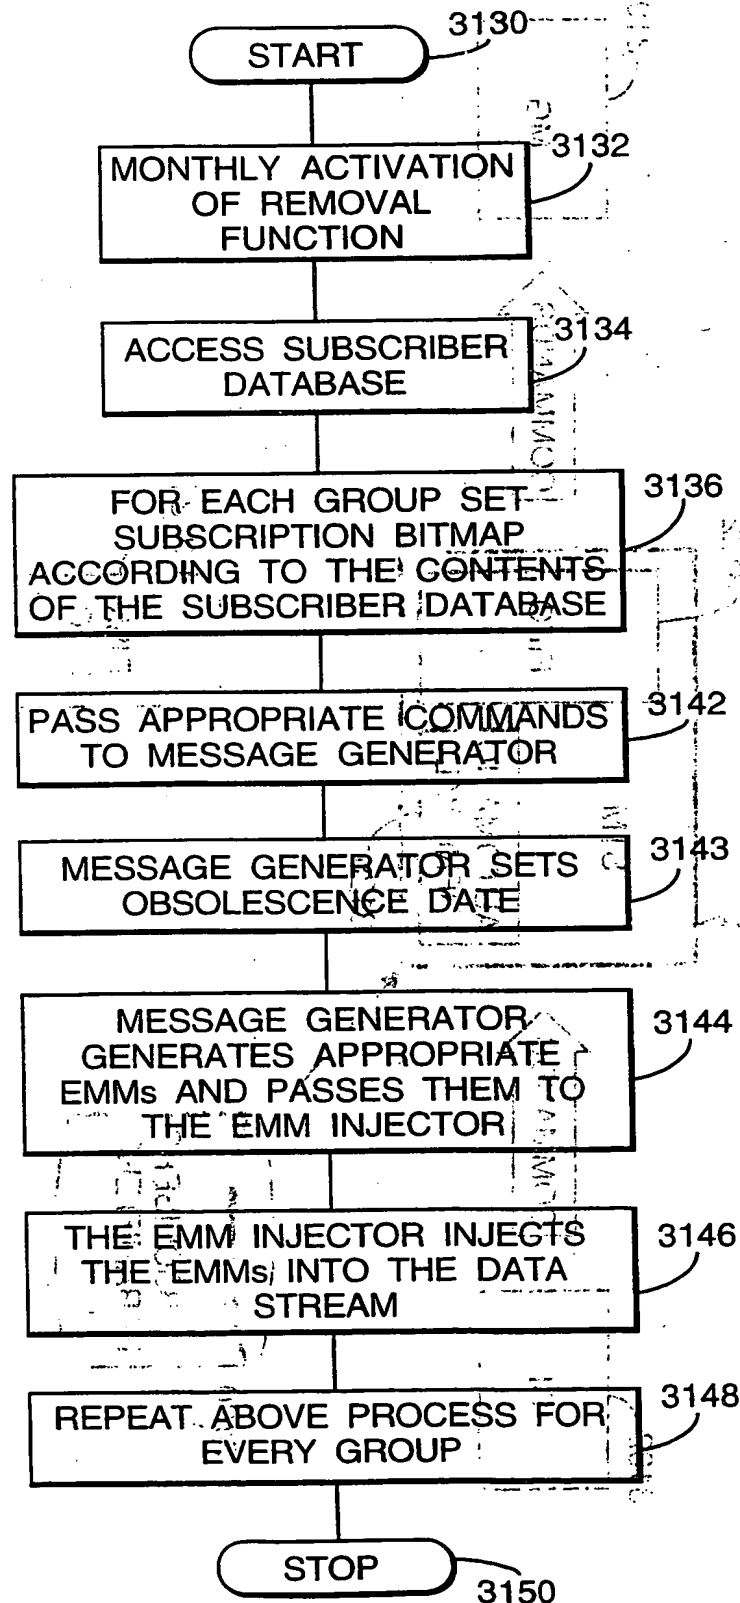 START
3130
MONTHLY ACTIVATION
OF REMOVAL
FUNCTION
3132
ACCESS SUBSCRIBER
DATABASE
3134
FOR EACH GROUP SET
SUBSCRIPTION BITMAP
ACCORDING TO THE CONTENTS
OF THE SUBSCRIBER DATABASE
3136
PASS APPROPRIATE COMMANDS
TO MESSAGE GENERATOR
3142
MESSAGE GENERATOR SETS
OBSOLESCENCE DATE
3143
MESSAGE GENERATOR
GENERATES APPROPRIATE
EMMs AND PASSES THEM TO
THE EMM INJECTOR
3144
THE EMM INJECTOR INJECTS
THE EMMs INTO THE DATA
STREAM
3146
REPEAT ABOVE PROCESS FOR
EVERY GROUP
3148
STOP
3150